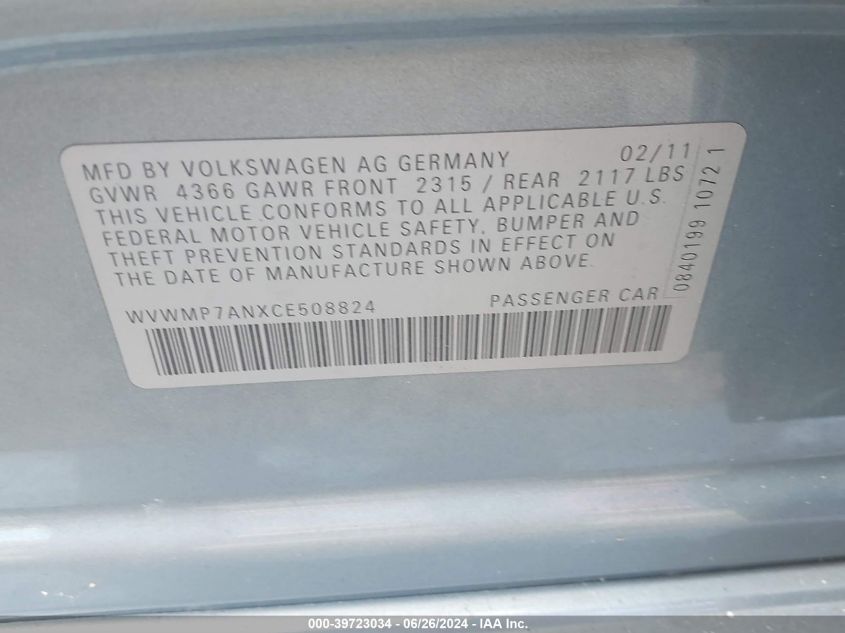 MFD BY VOLKSWAGEN AG GERMANY 02/11
GVWR 4366 GAWR FRONT 2315 / REAR 2117 LBS
THIS VEHICLE CONFORMS TO ALL APPLICABLE U.S.
FEDERAL MOTOR VEHICLE SAFETY, BUMPER AND
THEFT PREVENTION STANDARDS IN EFFECT ON
THE DATE OF MANUFACTURE SHOWN ABOVE.
WVWMP7ANXCE508824 PASSENGER CAR
0840199 1072 1
000-39723034 - 06/26/2024 - IAA Inc.